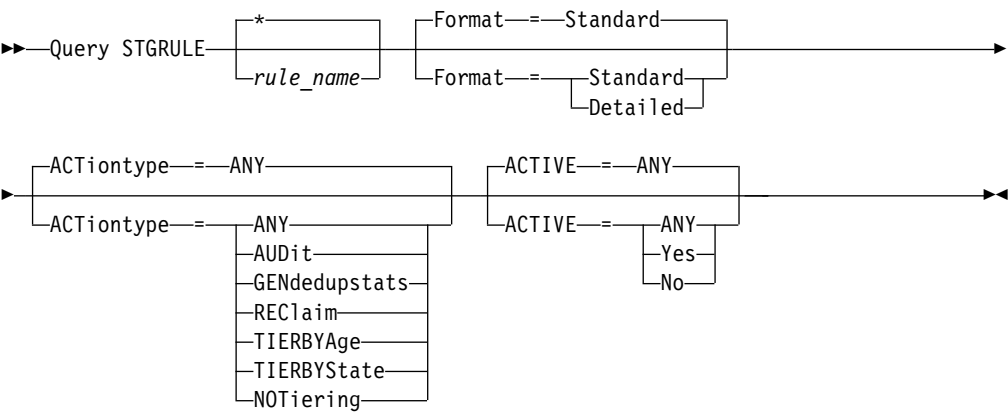 * Format = Standard
Query STGRULE
rule_name Format = Standard
Detailed
ACTiontype = ANY ACTIVE = ANY
ACTiontype = ANY ACTIVE = ANY
AUDit Yes
GENdedupstats No
REClaim
TIERBYAge
TIERBYState
NOTiering